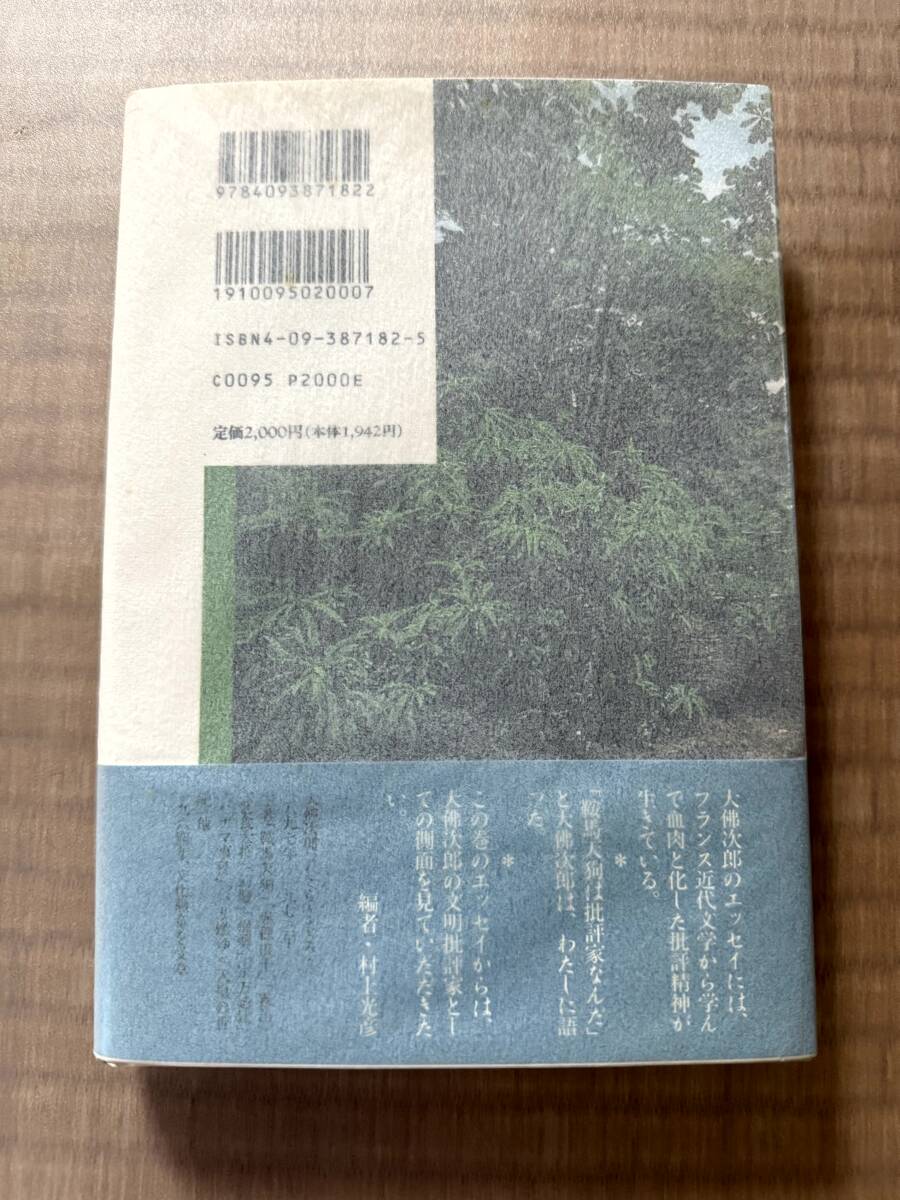 9784093871822
1910095020007
ISBN4-09-387182-5
C0095 P2000E
定価2,000円(本体1,942円)
大佛次郎のエッセイには、
フランス近代文学から学ん
で血肉と化した批評精神が
生きている。
*
「鞍馬天狗は批評家なんだ」
と大佛次郎は、わたしに語
った。
*
この巻のエッセイからは、
大佛次郎の文明批評家とし
ての側面を見ていただきた
い。
編者・村上光彦